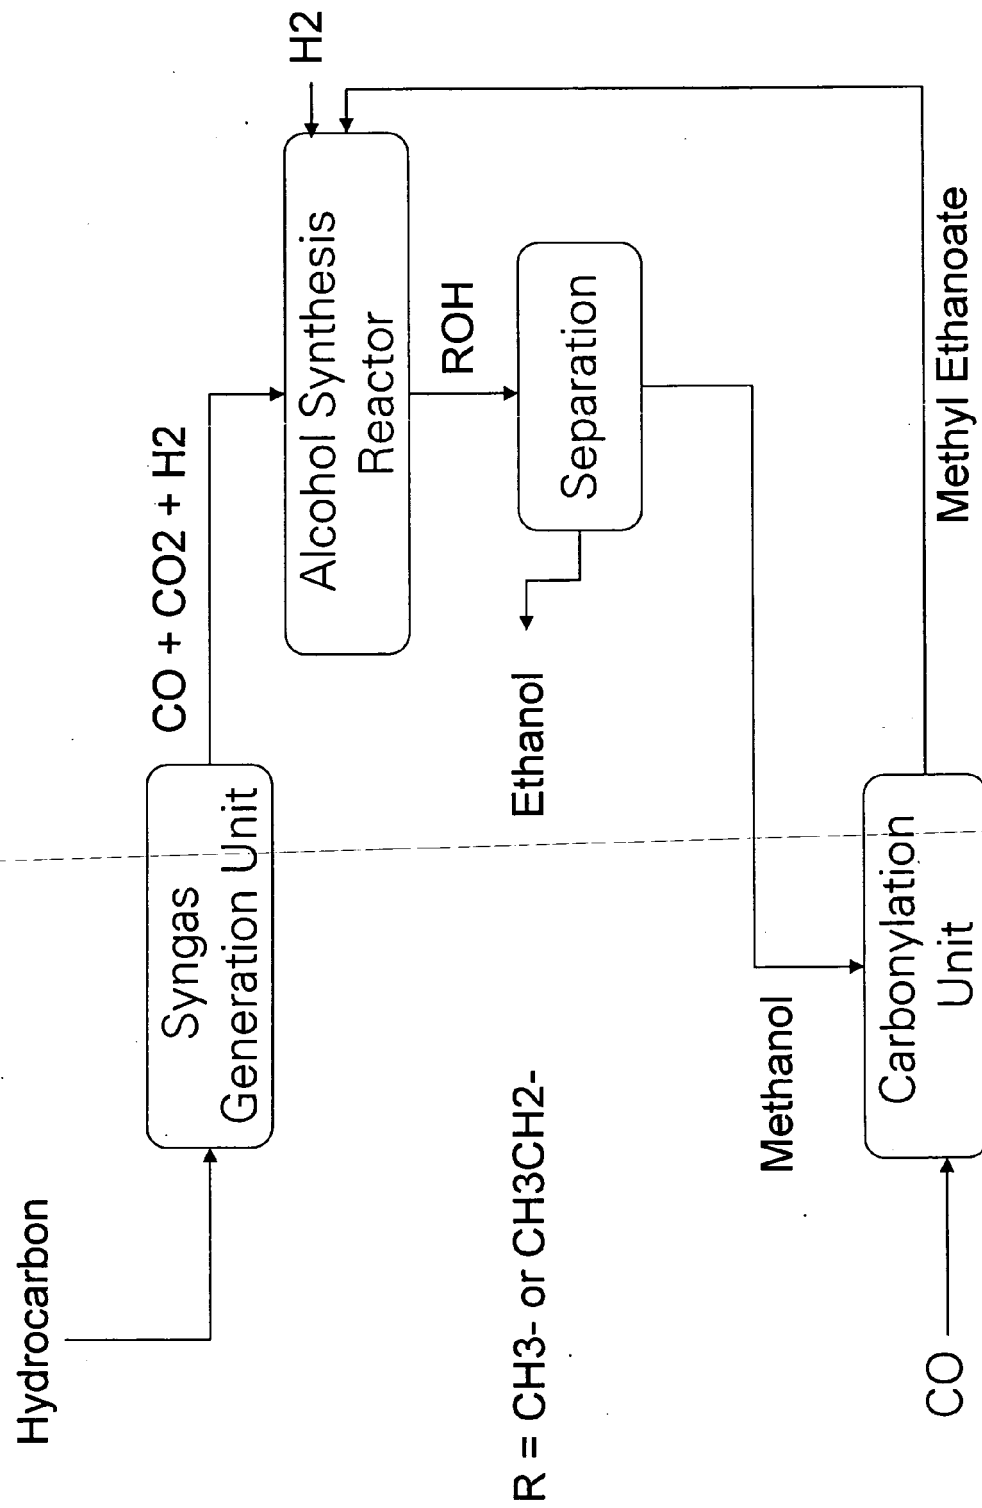 Hydrocarbon
Syngas
Generation Unit
CO + CO2 + H2
H2
Alcohol Synthesis
Reactor
ROH
Separation
Ethanol
R = CH3- or CH3CH2-
Methanol
Carbonylation
Unit
CO
Methyl Ethanoate